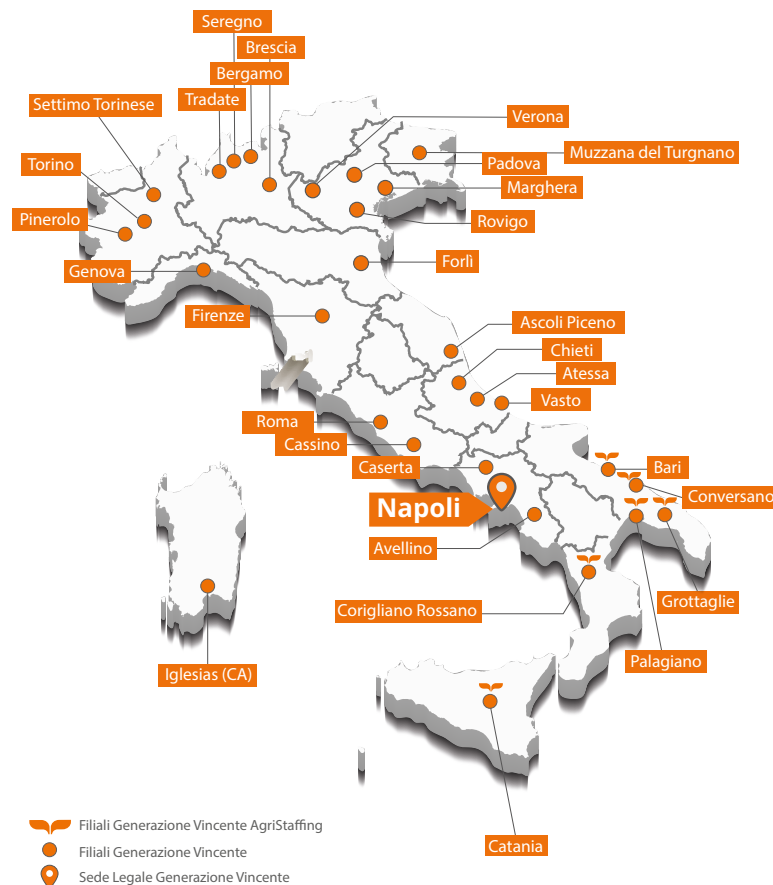 Seregno
Brescia
Bergamo
Tradate
Settimo Torinese
Verona
Muzzana del Turgnano
Torino
Padova
Marghera
Pinerolo
Rovigo
Genova
Forlì
Firenze
Ascoli Piceno
Chieti
Atessa
Vasto
Roma
Cassino
Caserta
Bari
Conversano
Napoli
Avellino
Grottaglie
Corigliano Rossano
Palagiano
Iglesias (CA)
Catania
Filiali Generazione Vincente AgriStaffing
Filiali Generazione Vincente
Sede Legale Generazione Vincente